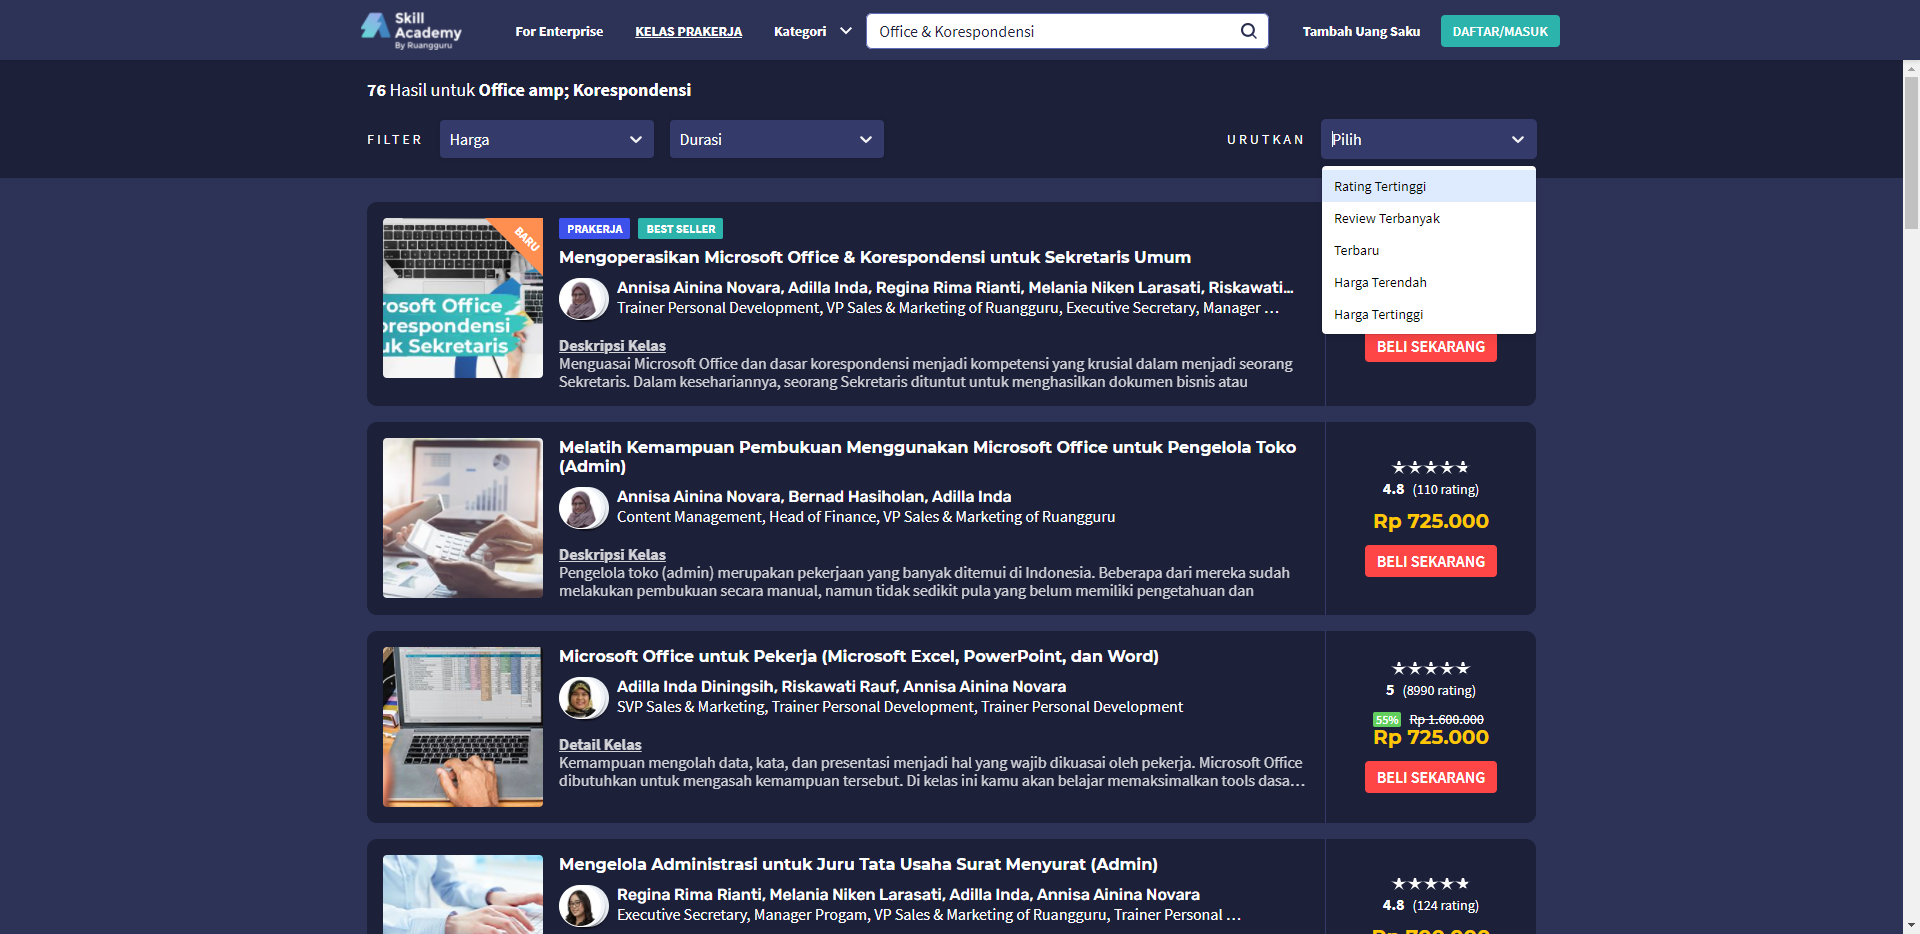 Skill
Academy
By Ruangguru
For Enterprise
KELAS PRAKERJA
Kategori
Office & Korespondensi
Tambah Uang Saku
DAFTAR/MASUK
76 Hasil untuk Office amp; Korespondensi
FILTER
Harga
Durasi
URUTKAN
Pilih
Rating Tertinggi
Review Terbanyak
Terbaru
Harga Terendah
Harga Tertinggi
BARU
rosoft Office
orespondensi
uk Sekretaris
PRAKERJA
BEST SELLER
Mengoperasikan Microsoft Office & Korespondensi untuk Sekretaris Umum
Annisa Ainina Novara, Adilla Inda, Regina Rima Rianti, Melania Niken Larasati, Riskawati...
Trainer Personal Development, VP Sales & Marketing of Ruangguru, Executive Secretary, Manager ...
Deskripsi Kelas
Menguasai Microsoft Office dan dasar korespondensi menjadi kompetensi yang krusial dalam menjadi seorang
Sekretaris. Dalam kesehariannya, seorang Sekretaris dituntut untuk menghasilkan dokumen bisnis atau
BELI SEKARANG
Melatih Kemampuan Pembukuan Menggunakan Microsoft Office untuk Pengelola Toko
(Admin)
Annisa Ainina Novara, Bernad Hasiholan, Adilla Inda
Content Management, Head of Finance, VP Sales & Marketing of Ruangguru
Deskripsi Kelas
Pengelola toko (admin) merupakan pekerjaan yang banyak ditemui di Indonesia. Beberapa dari mereka sudah
melakukan pembukuan secara manual, namun tidak sedikit pula yang belum memiliki pengetahuan dan
4.8 (110 rating)
Rp 725.000
BELI SEKARANG
Microsoft Office untuk Pekerja (Microsoft Excel, PowerPoint, dan Word)
Adilla Inda Diningsih, Riskawati Rauf, Annisa Ainina Novara
SVP Sales & Marketing, Trainer Personal Development, Trainer Personal Development
Detail Kelas
Kemampuan mengolah data, kata, dan presentasi menjadi hal yang wajib dikuasai oleh pekerja. Microsoft Office
dibutuhkan untuk mengasah kemampuan tersebut. Di kelas ini kamu akan belajar memaksimalkan tools dasa...
5 (8990 rating)
55% Rp 1.600.000
Rp 725.000
BELI SEKARANG
Mengelola Administrasi untuk Juru Tata Usaha Surat Menyurat (Admin)
Regina Rima Rianti, Melania Niken Larasati, Adilla Inda, Annisa Ainina Novara
Executive Secretary, Manager Progam, VP Sales & Marketing of Ruangguru, Trainer Personal ...
4.8 (124 rating)